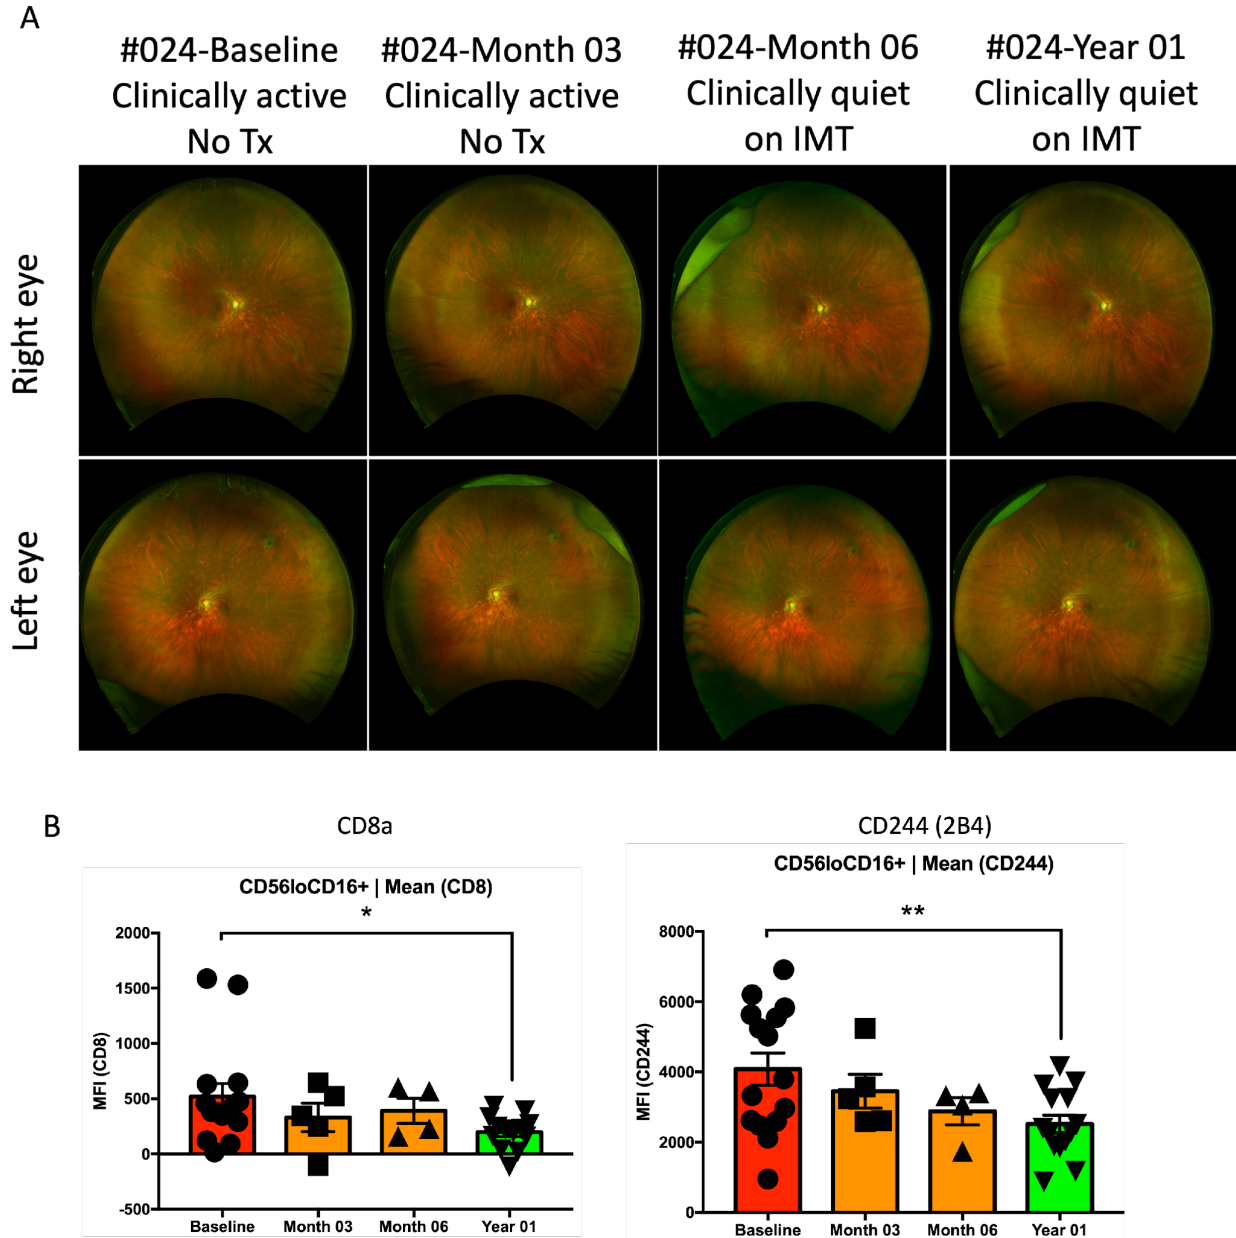 A
#024-Baseline
Clinically active
No Tx
#024-Month 03
Clinically active
No Tx
#024-Month 06
Clinically quiet
on IMT
#024-Year 01
Clinically quiet
on IMT
Right eye
Left eye
B
CD8a
CD56loCD16+ | Mean (CD8)
*
MFI (CD8)
2000
1500
1000
500
0
-500
Baseline
Month 03
Month 06
Year 01
CD244 (2B4)
CD56loCD16+ | Mean (CD244)
**
MFI (CD244)
8000
6000
4000
2000
0
Baseline
Month 03
Month 06
Year 01